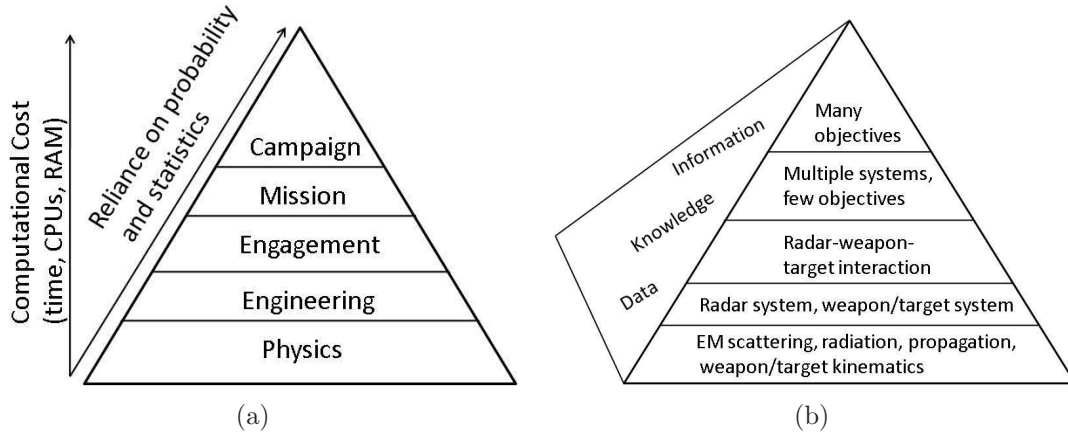 Computational Cost
(time, CPUs, RAM)
Reliance on probability
and statistics
Campaign
Mission
Engagement
Engineering
Physics
(a)
Information
Knowledge
Data
Many
objectives
Multiple systems,
few objectives
Radar-weapon-
target interaction
Radar system, weapon/target system
EM scattering, radiation, propagation,
weapon/target kinematics
(b)